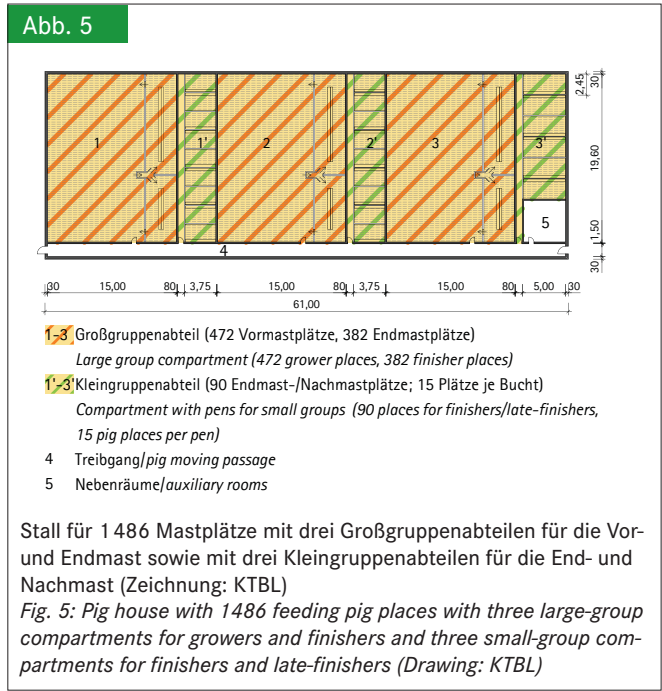 Abb. 5
1 1' 2 2' 3 3'
5
4
2,45 30
19,60
1,50
30
30 15,00 80 3,75 15,00 80 3,75 15,00 80 5,00 30
61,00
1-3 Großgruppenabteil (472 Vormastplätze, 382 Endmastplätze)
Large group compartment (472 grower places, 382 finisher places)
1'-3' Kleingruppenabteil (90 Endmast-/Nachmastplätze; 15 Plätze je Bucht)
Compartment with pens for small groups (90 places for finishers/late-finishers,
15 pig places per pen)
4 Treibgang/pig moving passage
5 Nebenräume/auxiliary rooms
Stall für 1 486 Mastplätze mit drei Großgruppenabteilen für die Vor-
und Endmast sowie mit drei Kleingruppenabteilen für die End- und
Nachmast (Zeichnung: KTBL)
Fig. 5: Pig house with 1486 feeding pig places with three large-group
compartments for growers and finishers and three small-group com-
partments for finishers and late-finishers (Drawing: KTBL)